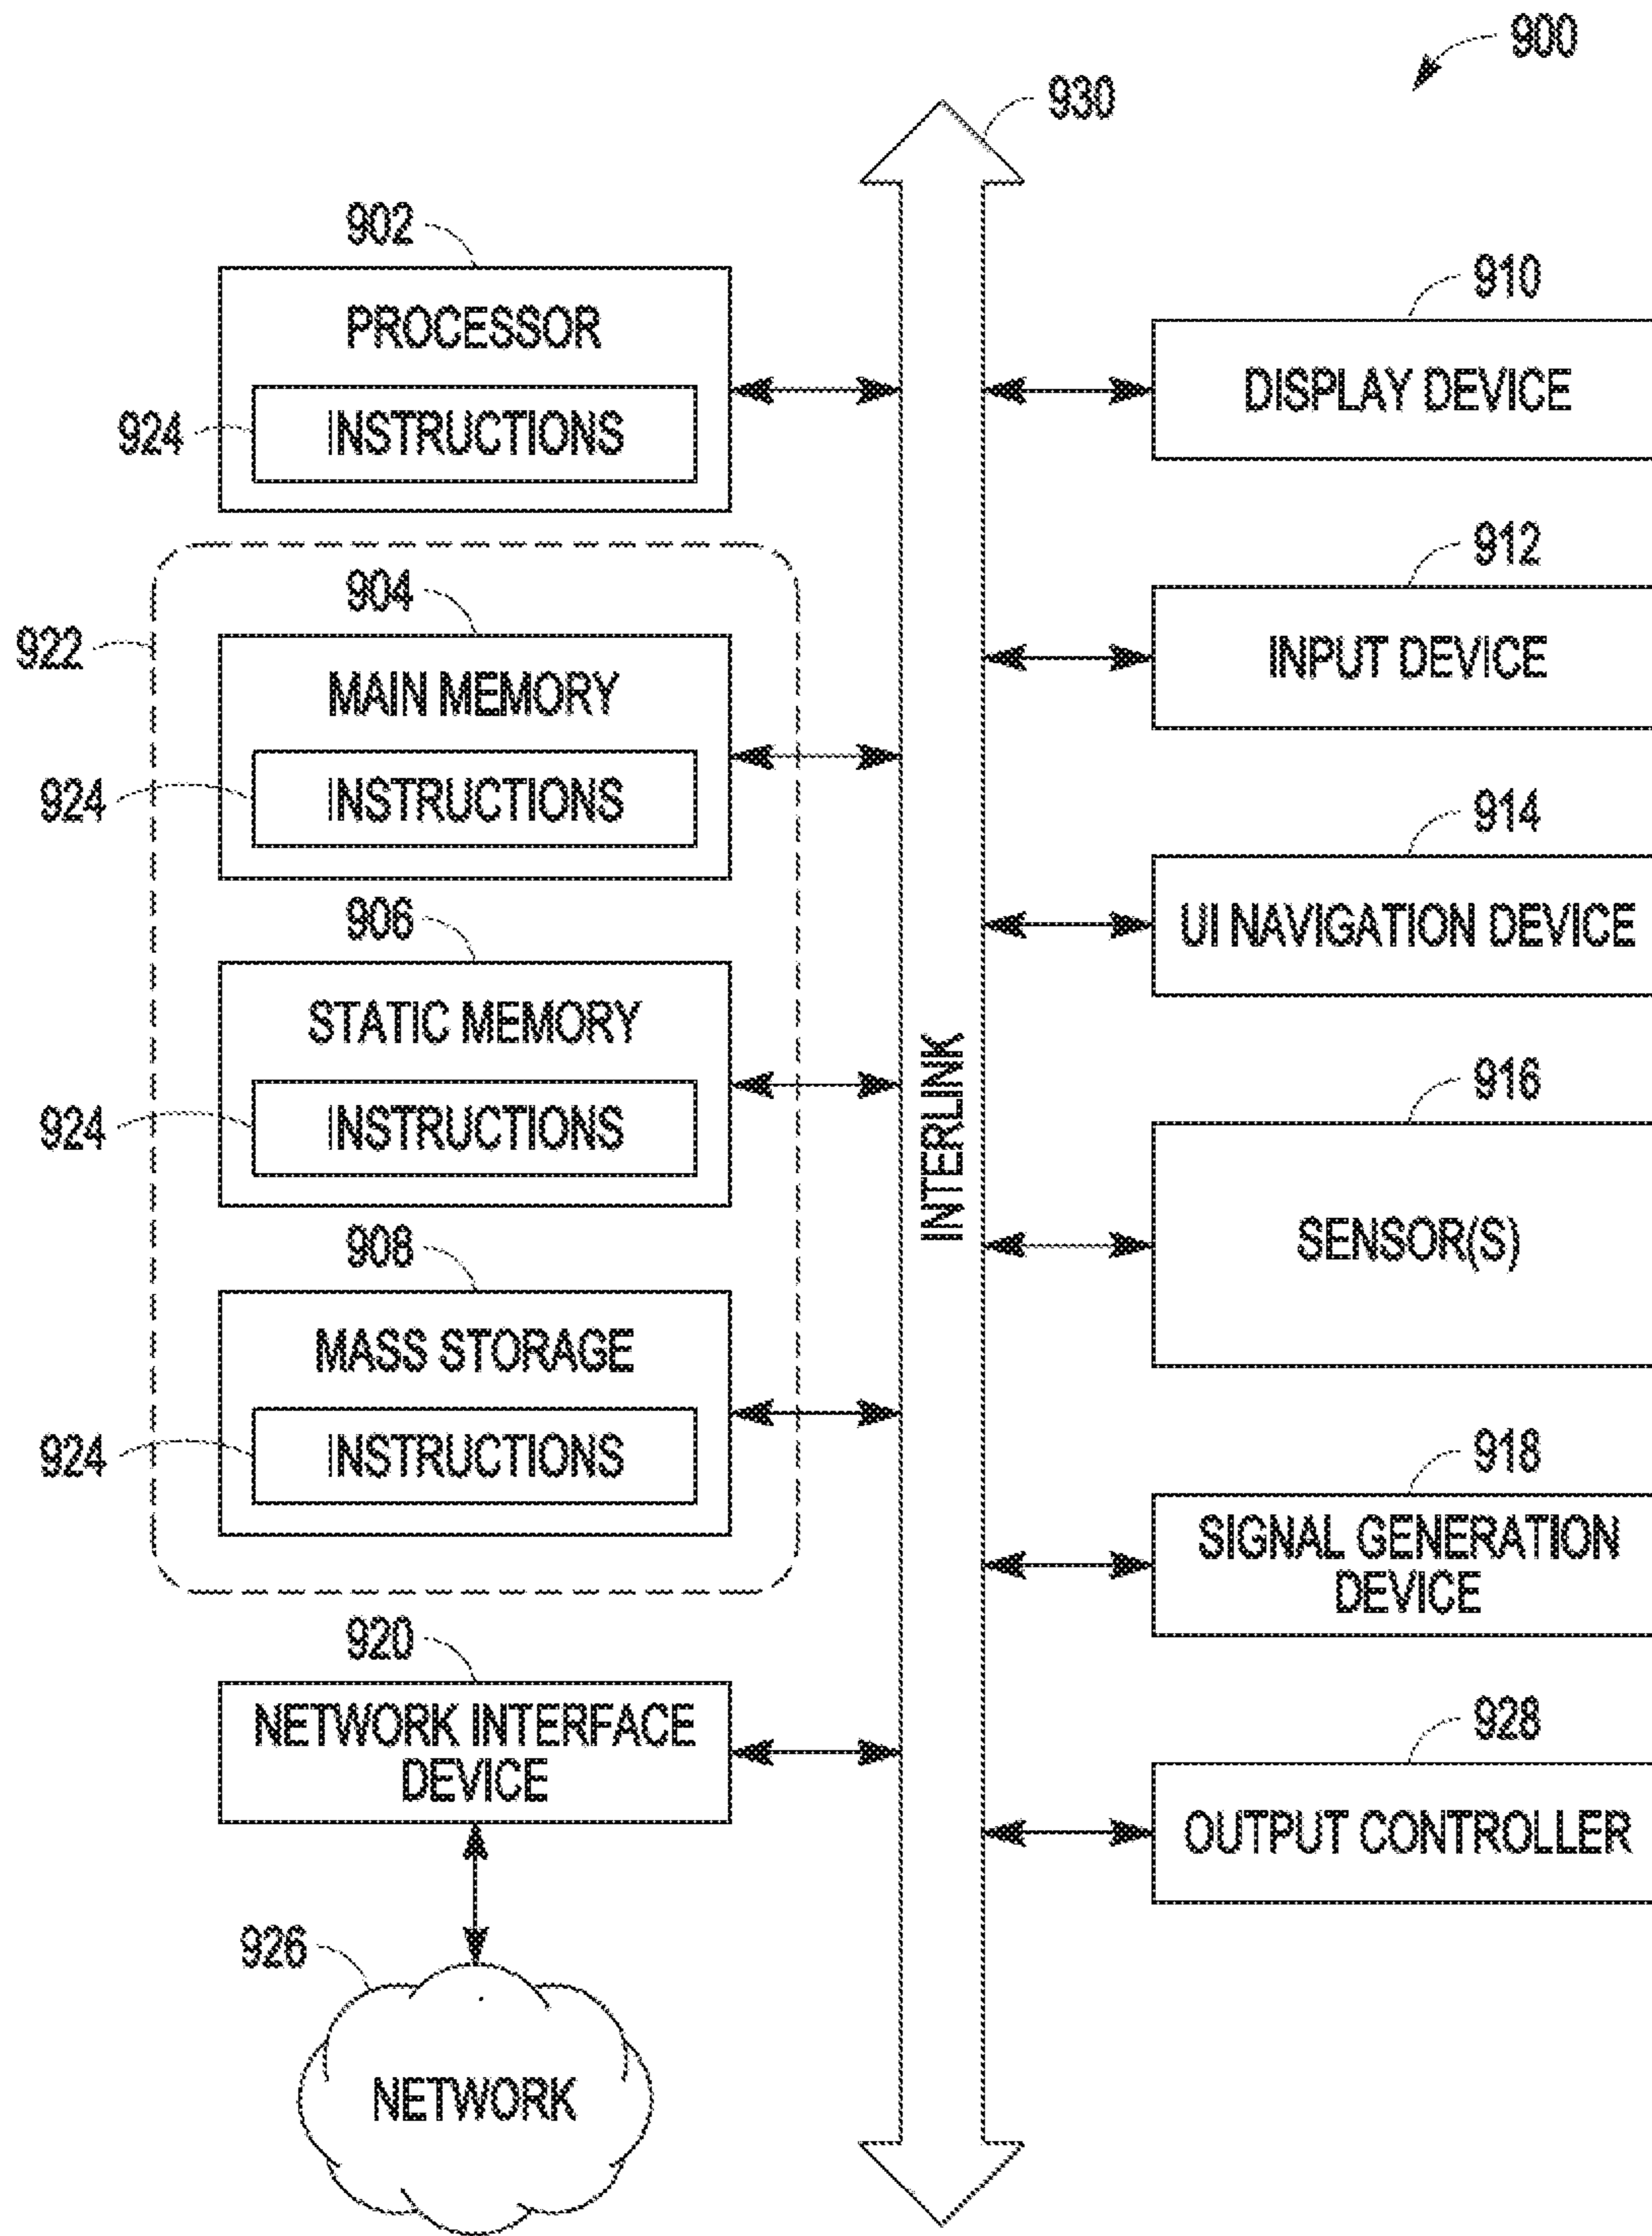 900
930
902
PROCESSOR
924
INSTRUCTIONS
922
904
MAIN MEMORY
924
INSTRUCTIONS
906
STATIC MEMORY
924
INSTRUCTIONS
908
MASS STORAGE
924
INSTRUCTIONS
920
NETWORK INTERFACE
DEVICE
926
NETWORK
INTERLINK
910
DISPLAY DEVICE
912
INPUT DEVICE
914
UI NAVIGATION DEVICE
916
SENSOR(S)
918
SIGNAL GENERATION
DEVICE
928
OUTPUT CONTROLLER